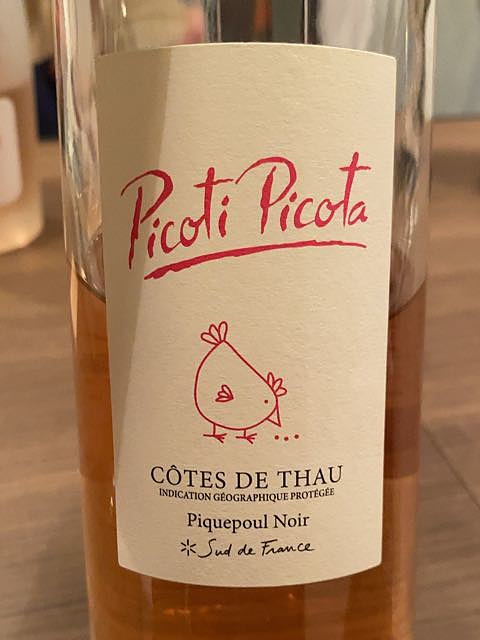 Picoti Picota
CÔTES DE THAU
INDICATION GÉOGRAPHIQUE PROTÉGÉE
Piquepoul Noir
Sud de France